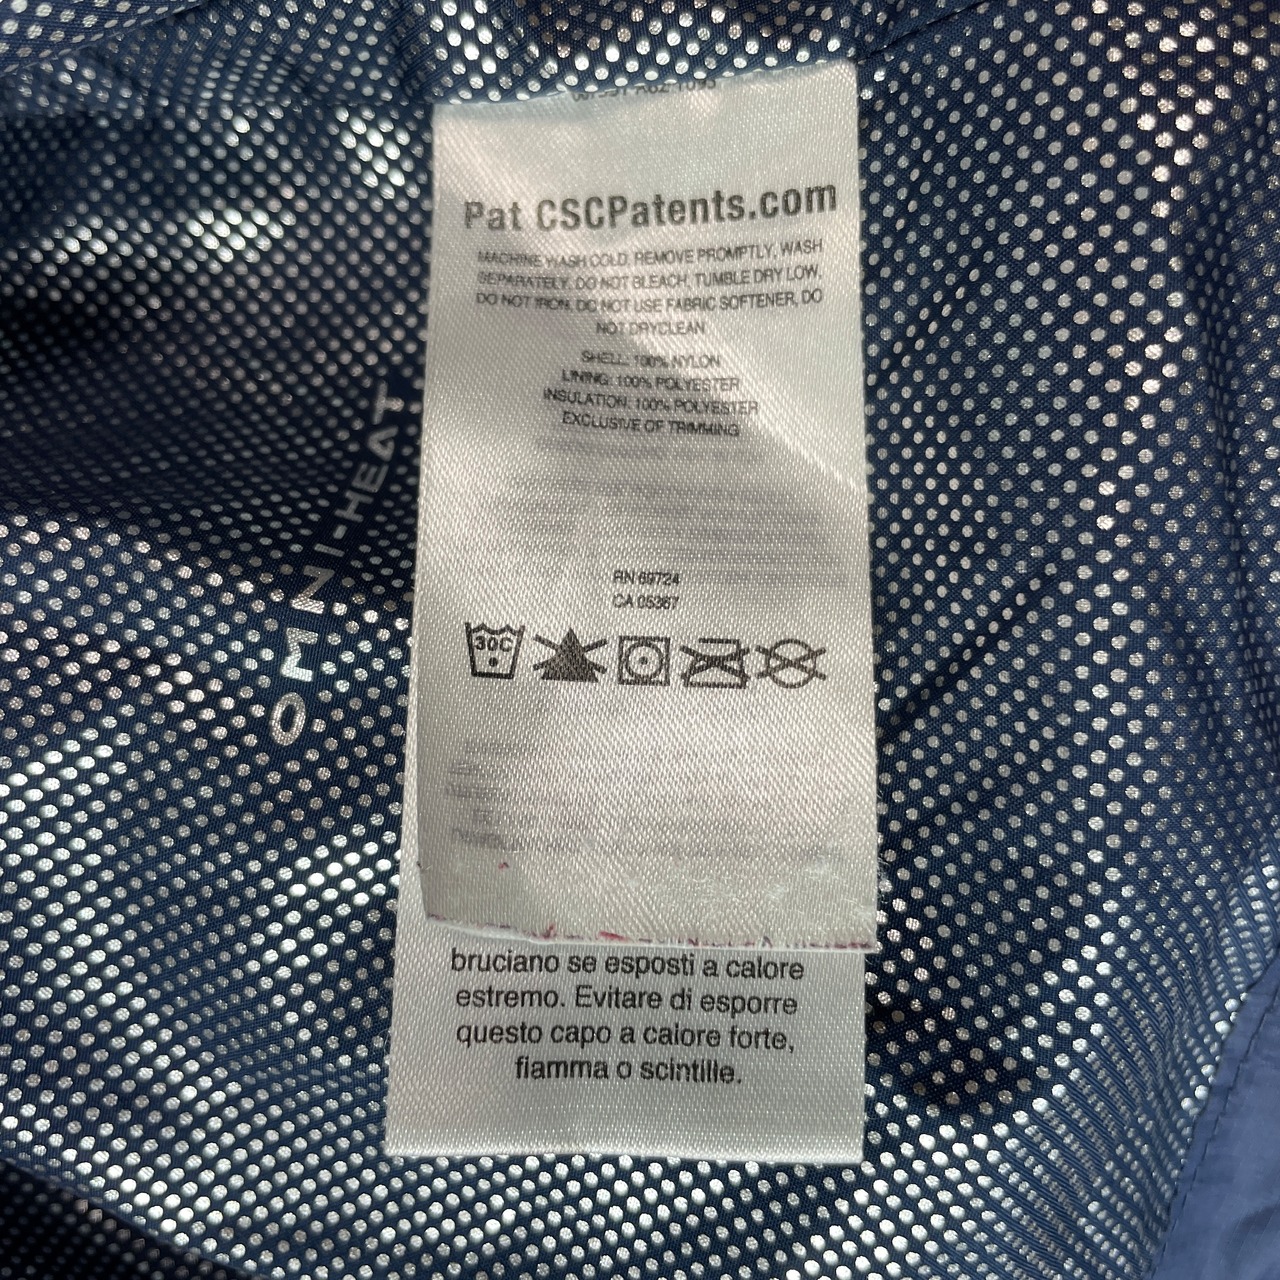 Pat CSCPatents.com
MACHINE WASH COLD, REMOVE PROMPTLY, WASH
SEPARATELY, DO NOT BLEACH, TUMBLE DRY LOW,
DO NOT IRON, DO NOT USE FABRIC SOFTENER, DO
NOT DRYCLEAN
SHELL: 100% NYLON
LINING: 100% POLYESTER
INSULATION: 100% POLYESTER
EXCLUSIVE OF TRIMMING
RN 69724
CA 05367
30C
OMNI-HEAT
bruciano se esposti a calore
estremo. Evitare di esporre
questo capo a calore forte,
fiamma o scintille.